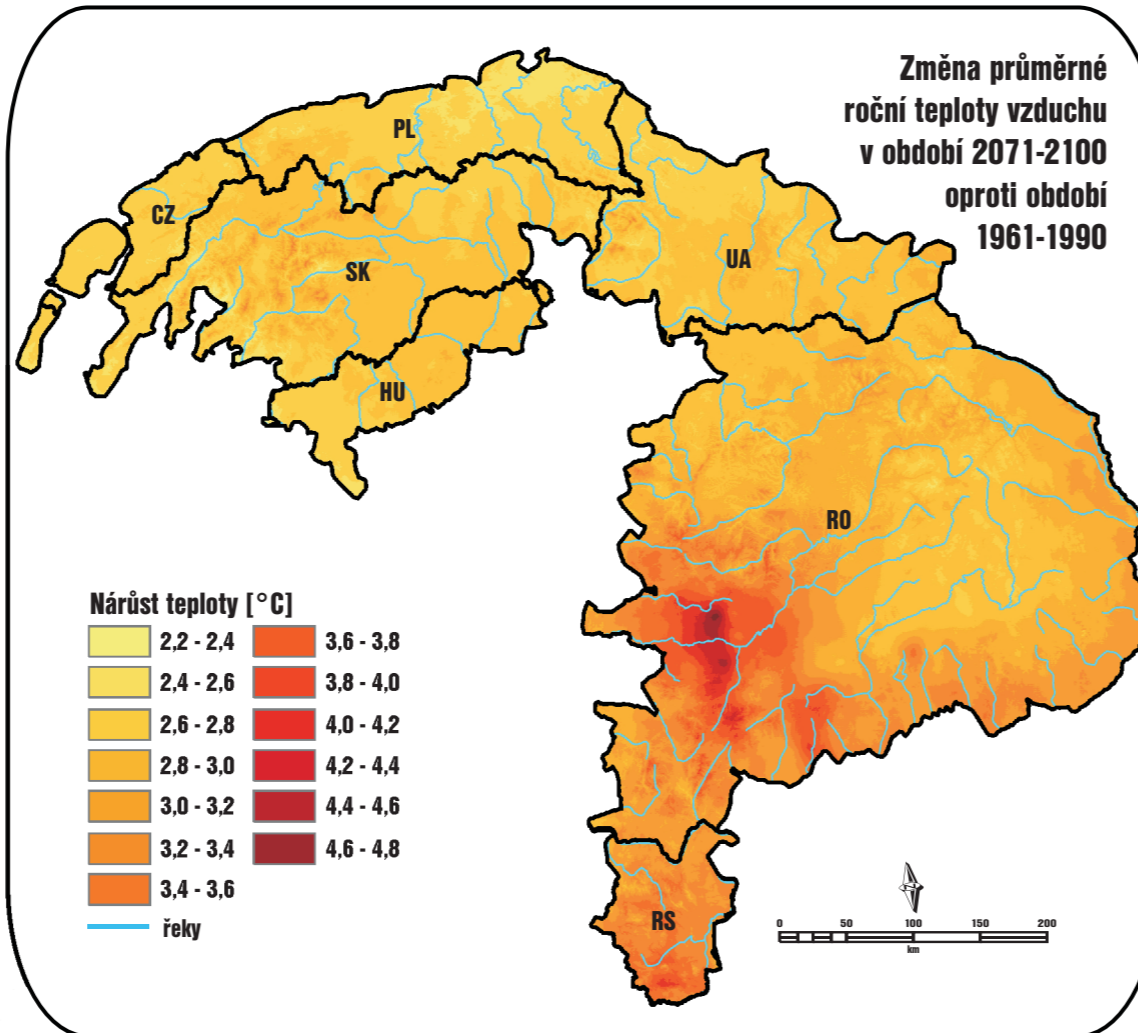 Změna průměrné
roční teploty vzduchu
v období 2071-2100
oproti období
1961-1990
PL
CZ
SK
UA
HU
RO
RS
Nárůst teploty [°C]
2,2 - 2,4
2,4 - 2,6
2,6 - 2,8
2,8 - 3,0
3,0 - 3,2
3,2 - 3,4
3,4 - 3,6
3,6 - 3,8
3,8 - 4,0
4,0 - 4,2
4,2 - 4,4
4,4 - 4,6
4,6 - 4,8
řeky
0 50 100 150 200
km